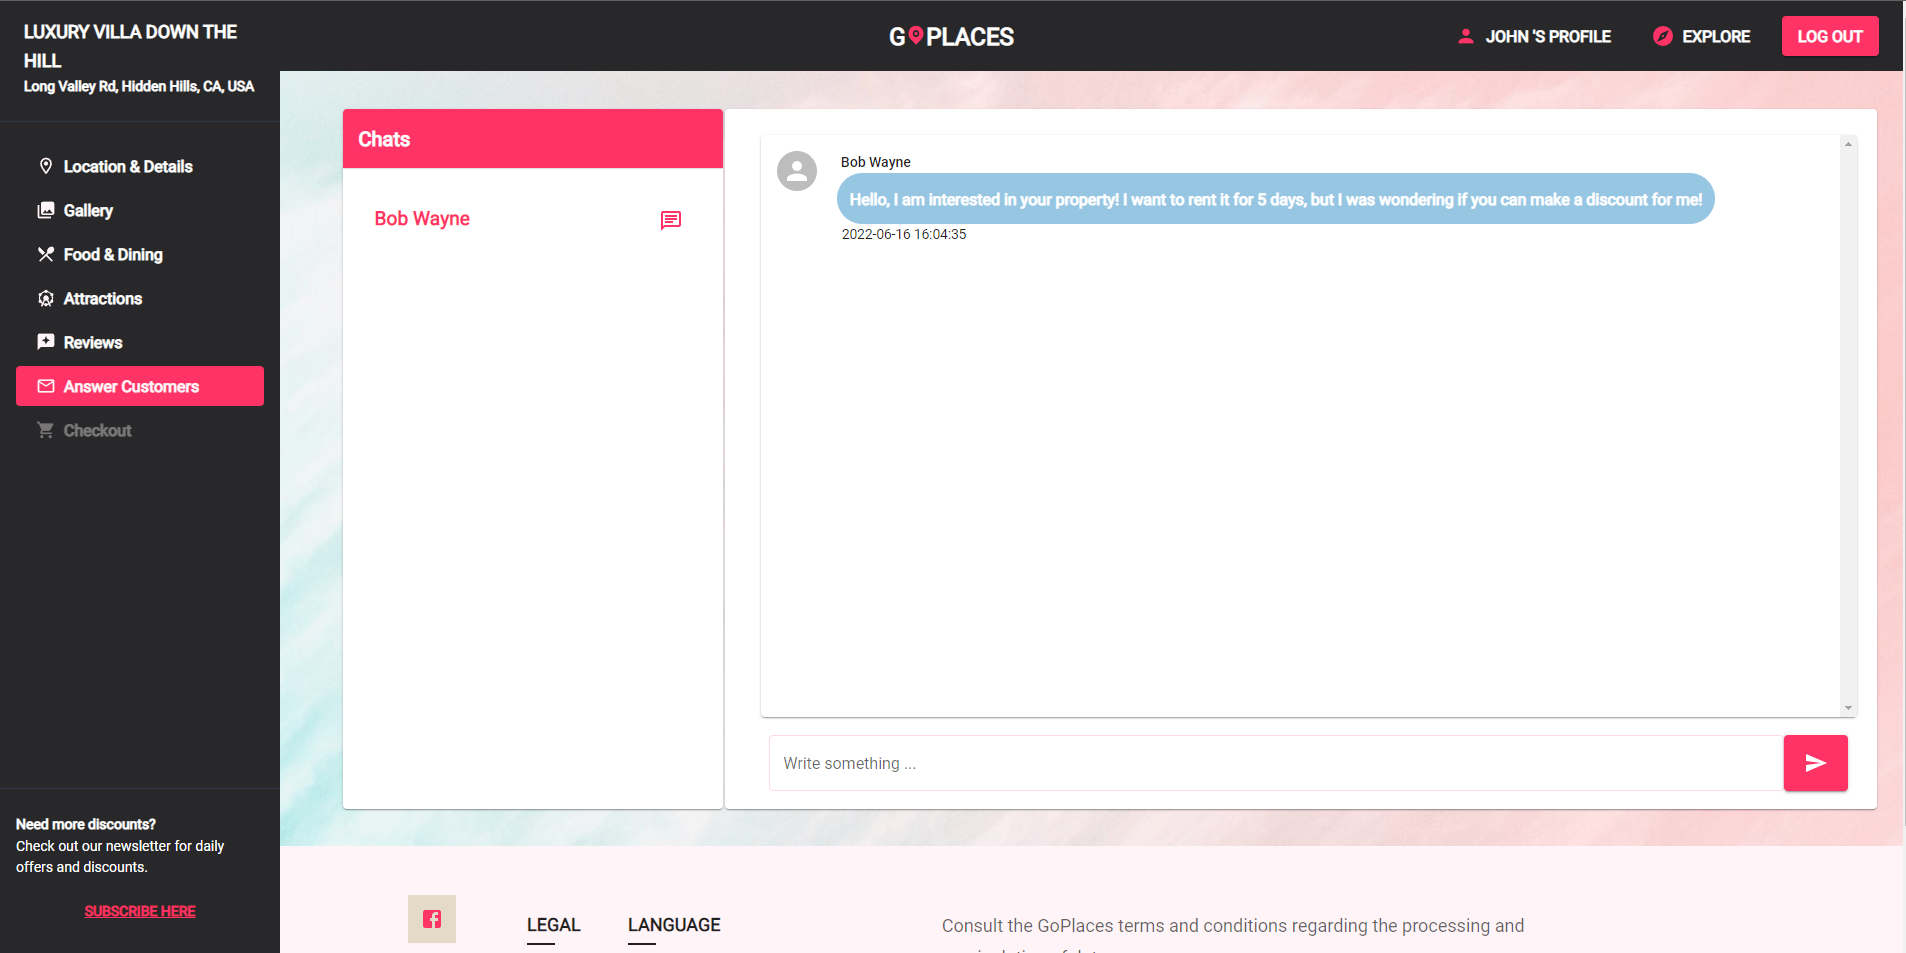 LUXURY VILLA DOWN THE
HILL
Long Valley Rd, Hidden Hills, CA, USA
GPLACES
JOHN 'S PROFILE
EXPLORE
LOG OUT
Location & Details
Gallery
Food & Dining
Attractions
Reviews
Answer Customers
Checkout
Need more discounts?
Check out our newsletter for daily
offers and discounts.
SUBSCRIBE HERE
Chats
Bob Wayne
Bob Wayne
Hello, I am interested in your property! I want to rent it for 5 days, but I was wondering if you can make a discount for me!
2022-06-16 16:04:35
Write something ...
LEGAL
LANGUAGE
Consult the GoPlaces terms and conditions regarding the processing and